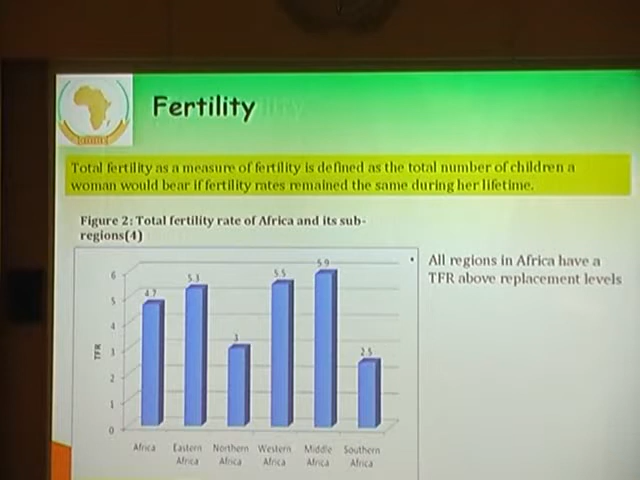 Fertility
Total fertility as a measure of fertility is defined as the total number of children a
woman would bear if fertility rates remained the same during her lifetime.
Figure 2: Total fertility rate of Africa and its sub-
regions(4)
All regions in Africa have a
TFR above replacement levels
TFR
6
5
4
3
2
1
0
4.7
5.3
3
5.5
5.9
2.5
Africa
Eastern Africa
Northern Africa
Western Africa
Middle Africa
Southern Africa